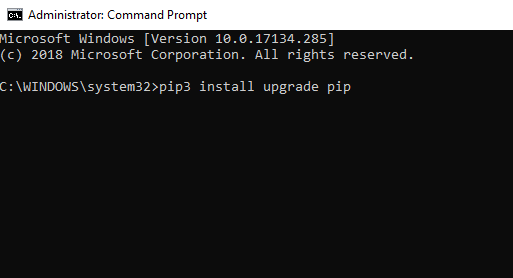 Administrator: Command Prompt
Microsoft Windows [Version 10.0.17134.285]
(c) 2018 Microsoft Corporation. All rights reserved.
C:\WINDOWS\system32>pip3 install upgrade pip